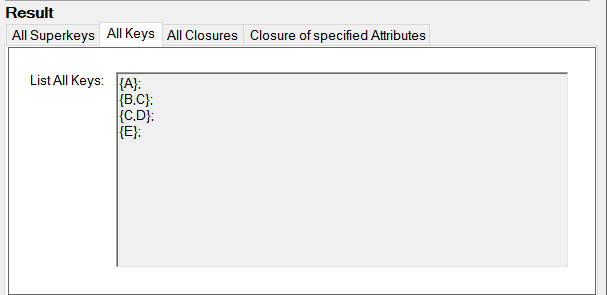 Result
All Superkeys All Keys All Closures Closure of specified Attributes
List All Keys: {A};
{B,C};
{C,D};
{E};